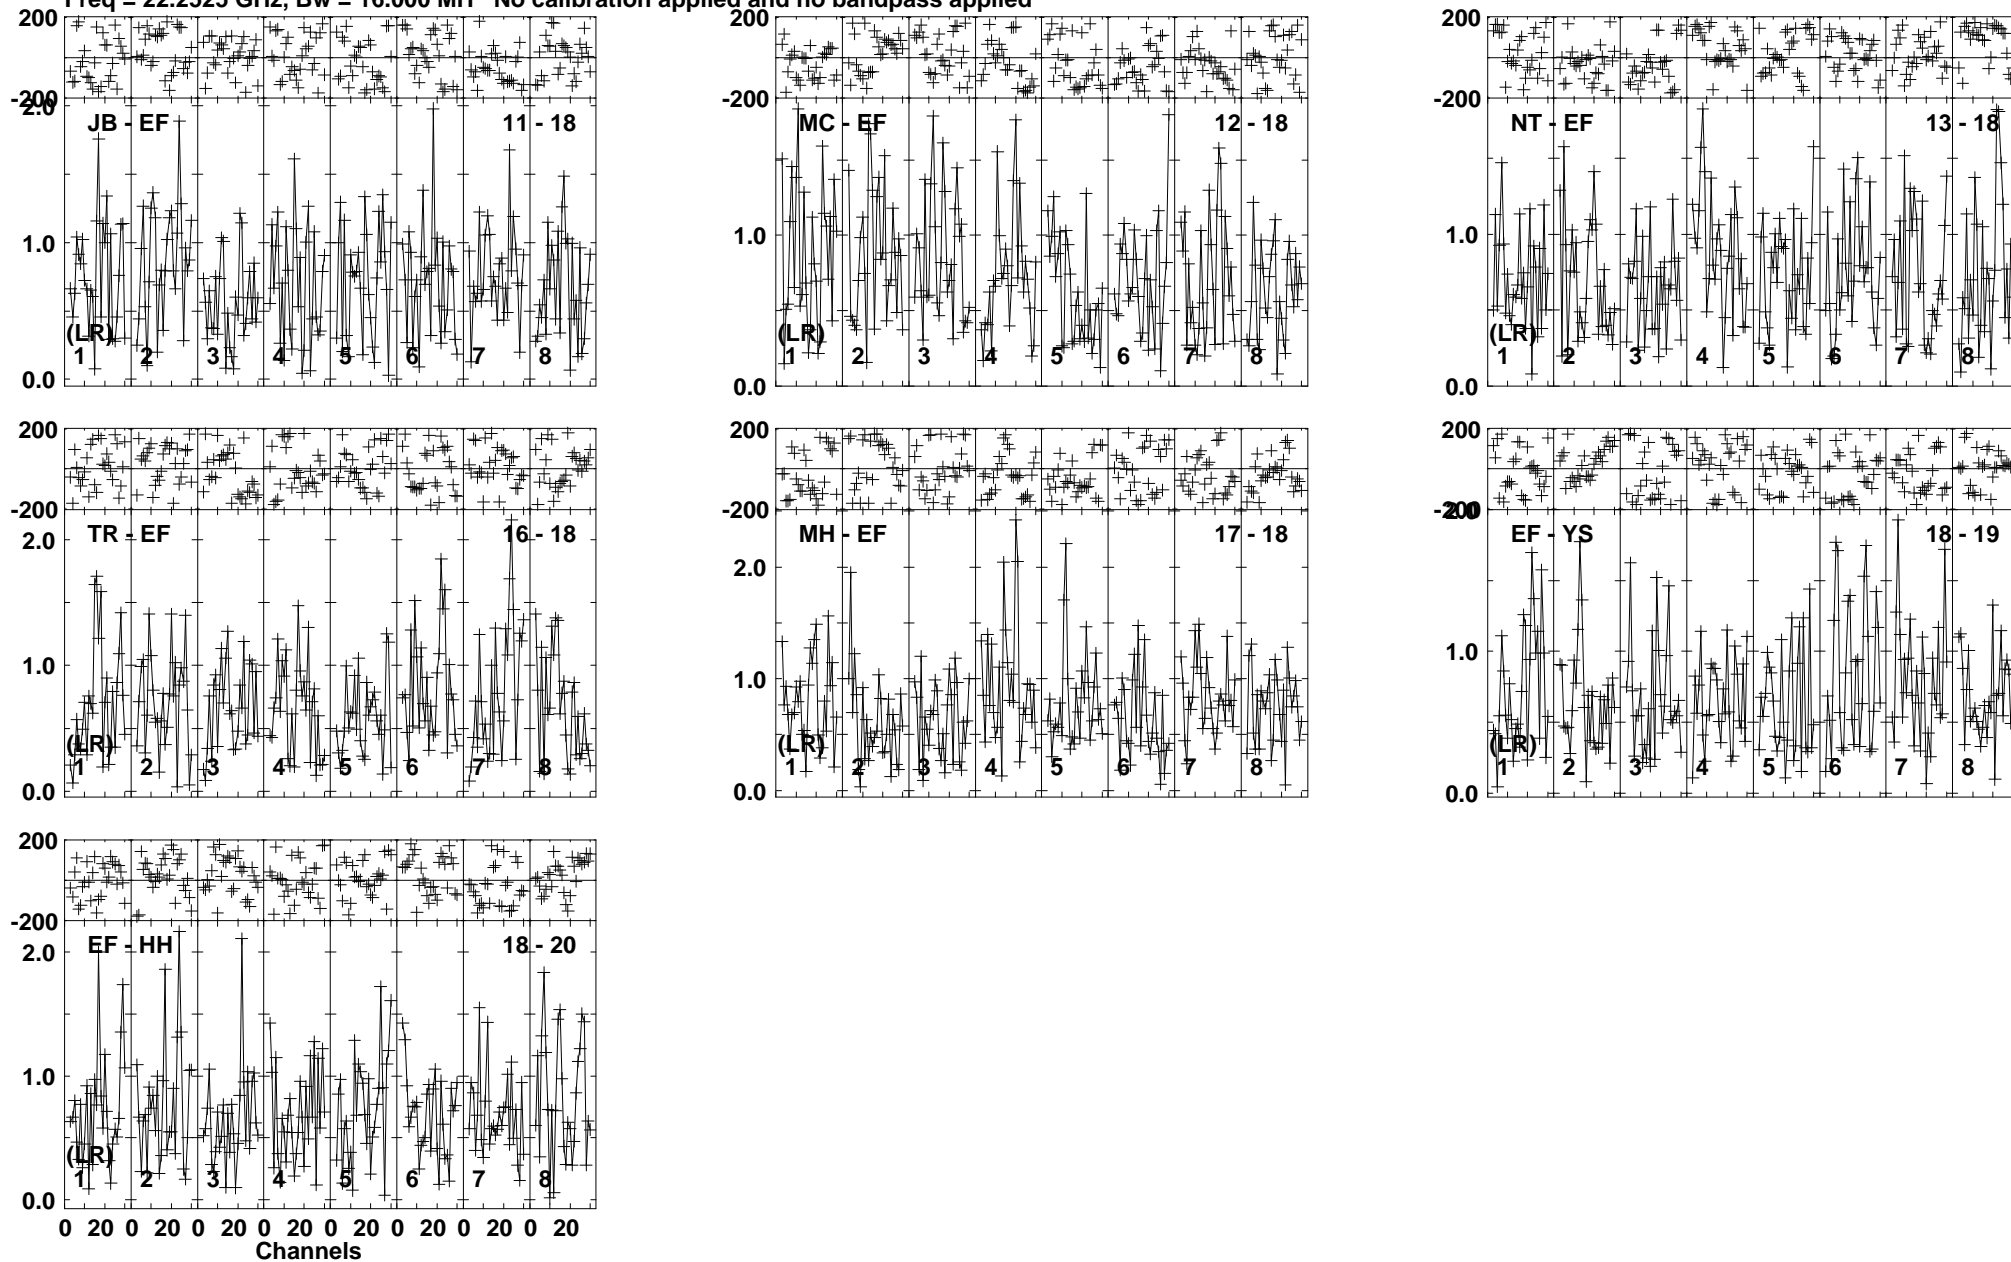 Freq = 22.2525 GHz, Bw = 16.000 MH No calibration applied and no bandpass applied
200
-200
2.0
1.0
0.0
JB - EF
11 - 18
(LR)
1 2 3 4 5 6 7 8
200
-200
1.0
0.0
MC - EF
12 - 18
(LR)
1 2 3 4 5 6 7 8
200
-200
1.0
0.0
NT - EF
13 - 18
(LR)
1 2 3 4 5 6 7 8
200
-200
2.0
1.0
0.0
TR - EF
16 - 18
(LR)
1 2 3 4 5 6 7 8
200
-200
2.0
1.0
0.0
MH - EF
17 - 18
(LR)
1 2 3 4 5 6 7 8
200
-200
2.0
1.0
0.0
EF - YS
18 - 19
(LR)
1 2 3 4 5 6 7 8
200
-200
2.0
1.0
0.0
EF - HH
18 - 20
(LR)
1 2 3 4 5 6 7 8
0 20 0 20 0 20 0 20 0 20 0 20 0 20 0 20
Channels